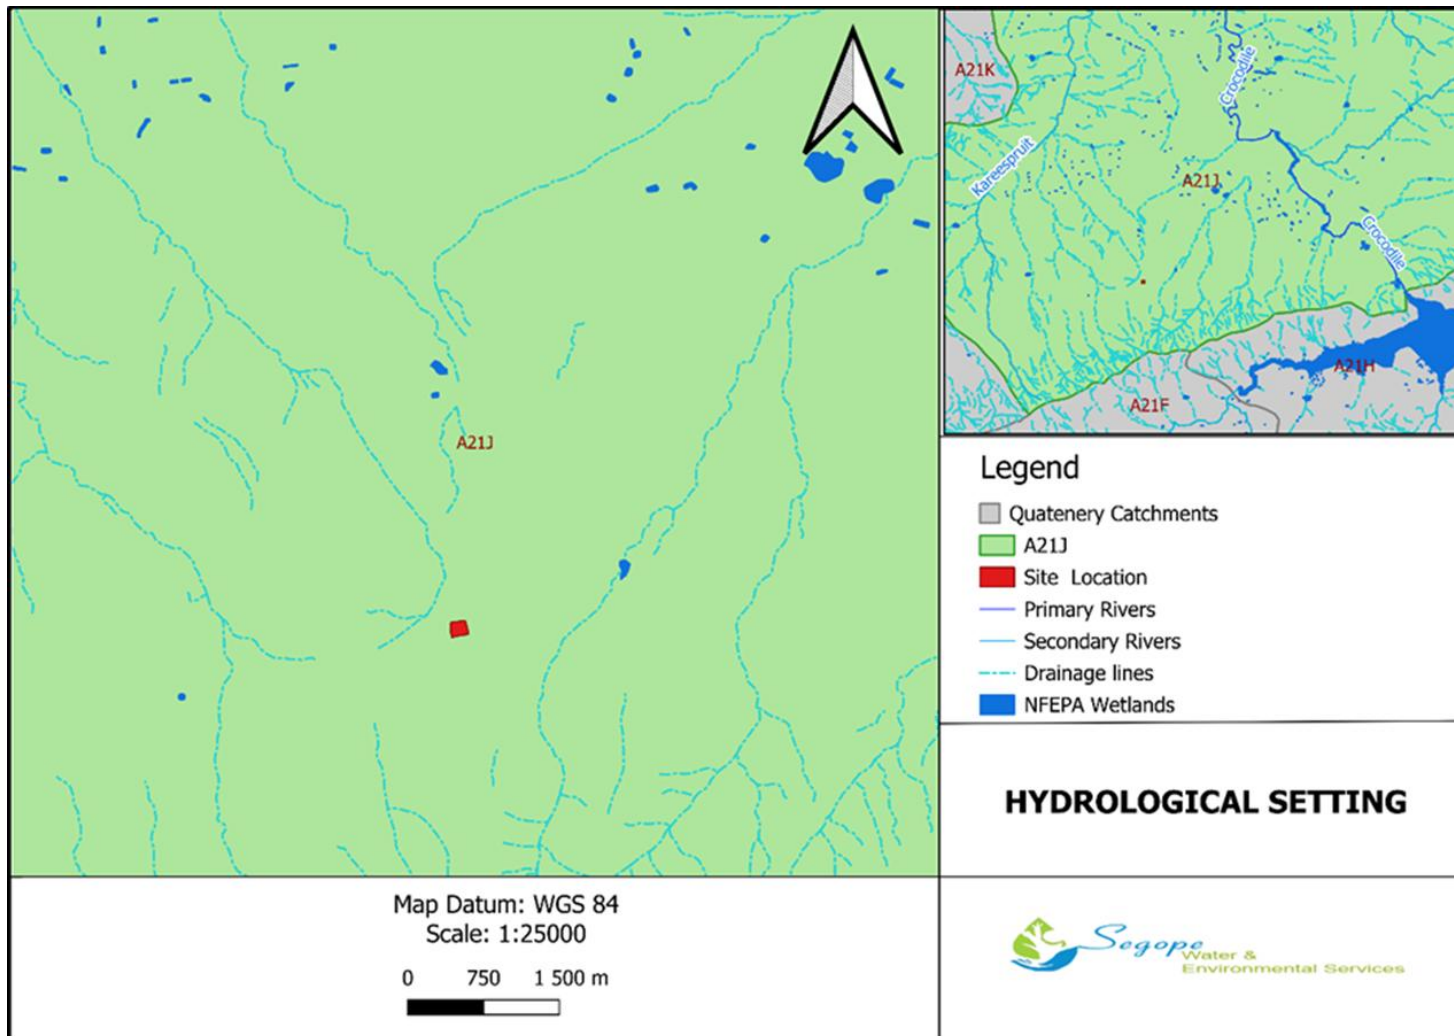 A21J
A21K
Crocodile
Kareespruit
A21J
Crocodile
A21H
A21F
Legend
Quatenery Catchments
A21J
Site Location
Primary Rivers
Secondary Rivers
Drainage lines
NFEPA Wetlands
HYDROLOGICAL SETTING
Map Datum: WGS 84
Scale: 1:25000
0 750 1 500 m
Segope
Water &
Environmental Services